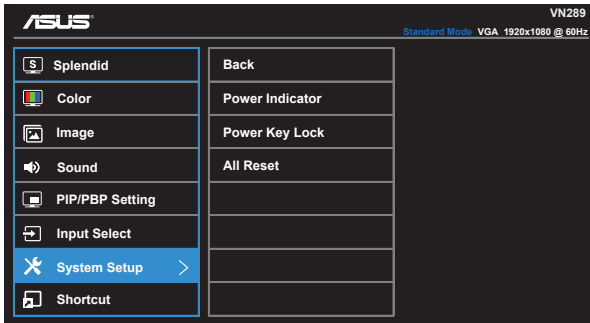 ASUS
VN289
Standard Mode VGA 1920x1080 @ 60Hz
S Splendid
Color
Image
Sound
PIP/PBP Setting
Input Select
System Setup >
Shortcut
Back
Power Indicator
Power Key Lock
All Reset